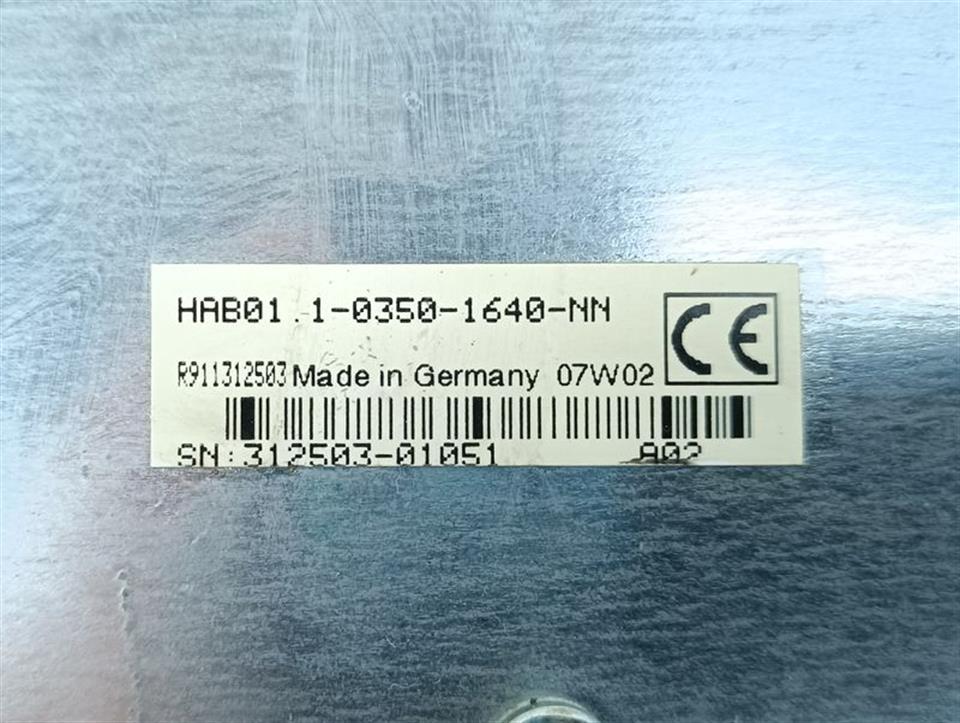 HAB01.1-0350-1640-NN
CE
R911312503 Made in Germany 07W02
SN:312503-01051 A02